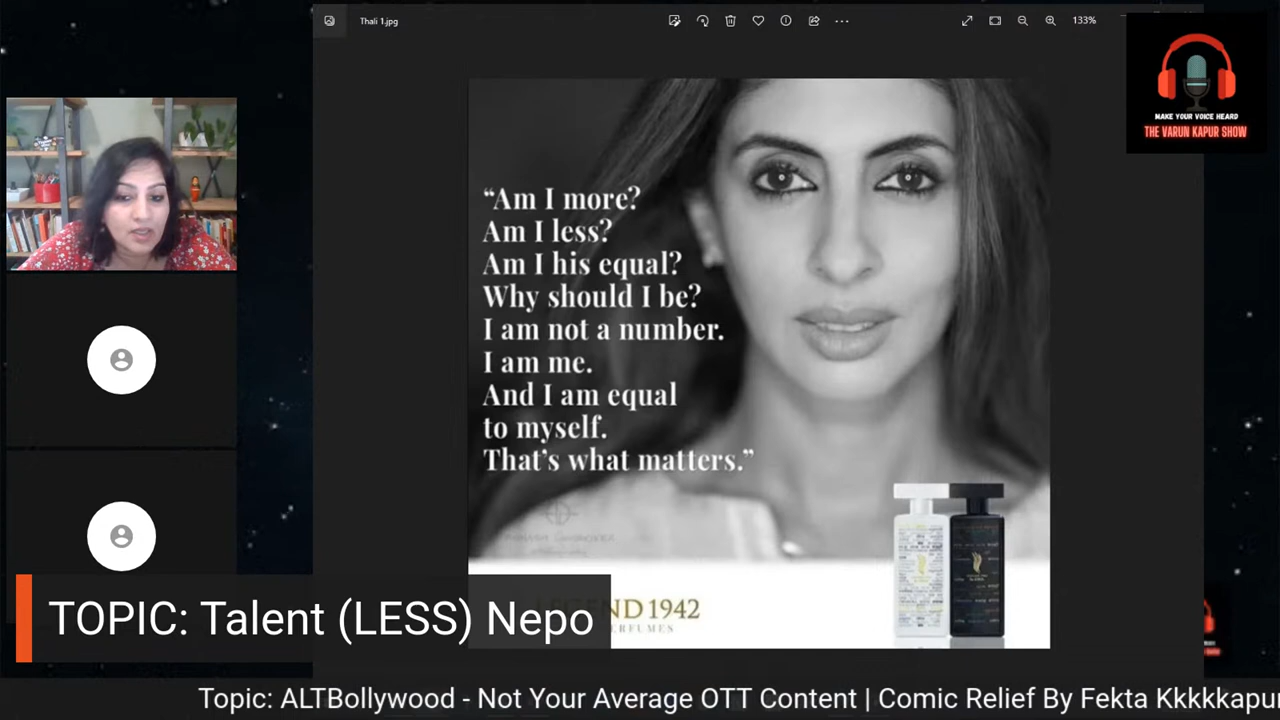 Thali 1.jpg
133%
MAKE YOUR VOICE HEARD
THE VARUN KAPUR SHOW
“Am I more?
Am I less?
Am I his equal?
Why should I be?
I am not a number.
I am me.
And I am equal
to myself.
That’s what matters.”
1942
TOPIC: Talent (LESS) Nepo
Topic: ALTBollywood - Not Your Average OTT Content | Comic Relief By Fekta Kkkkkapur